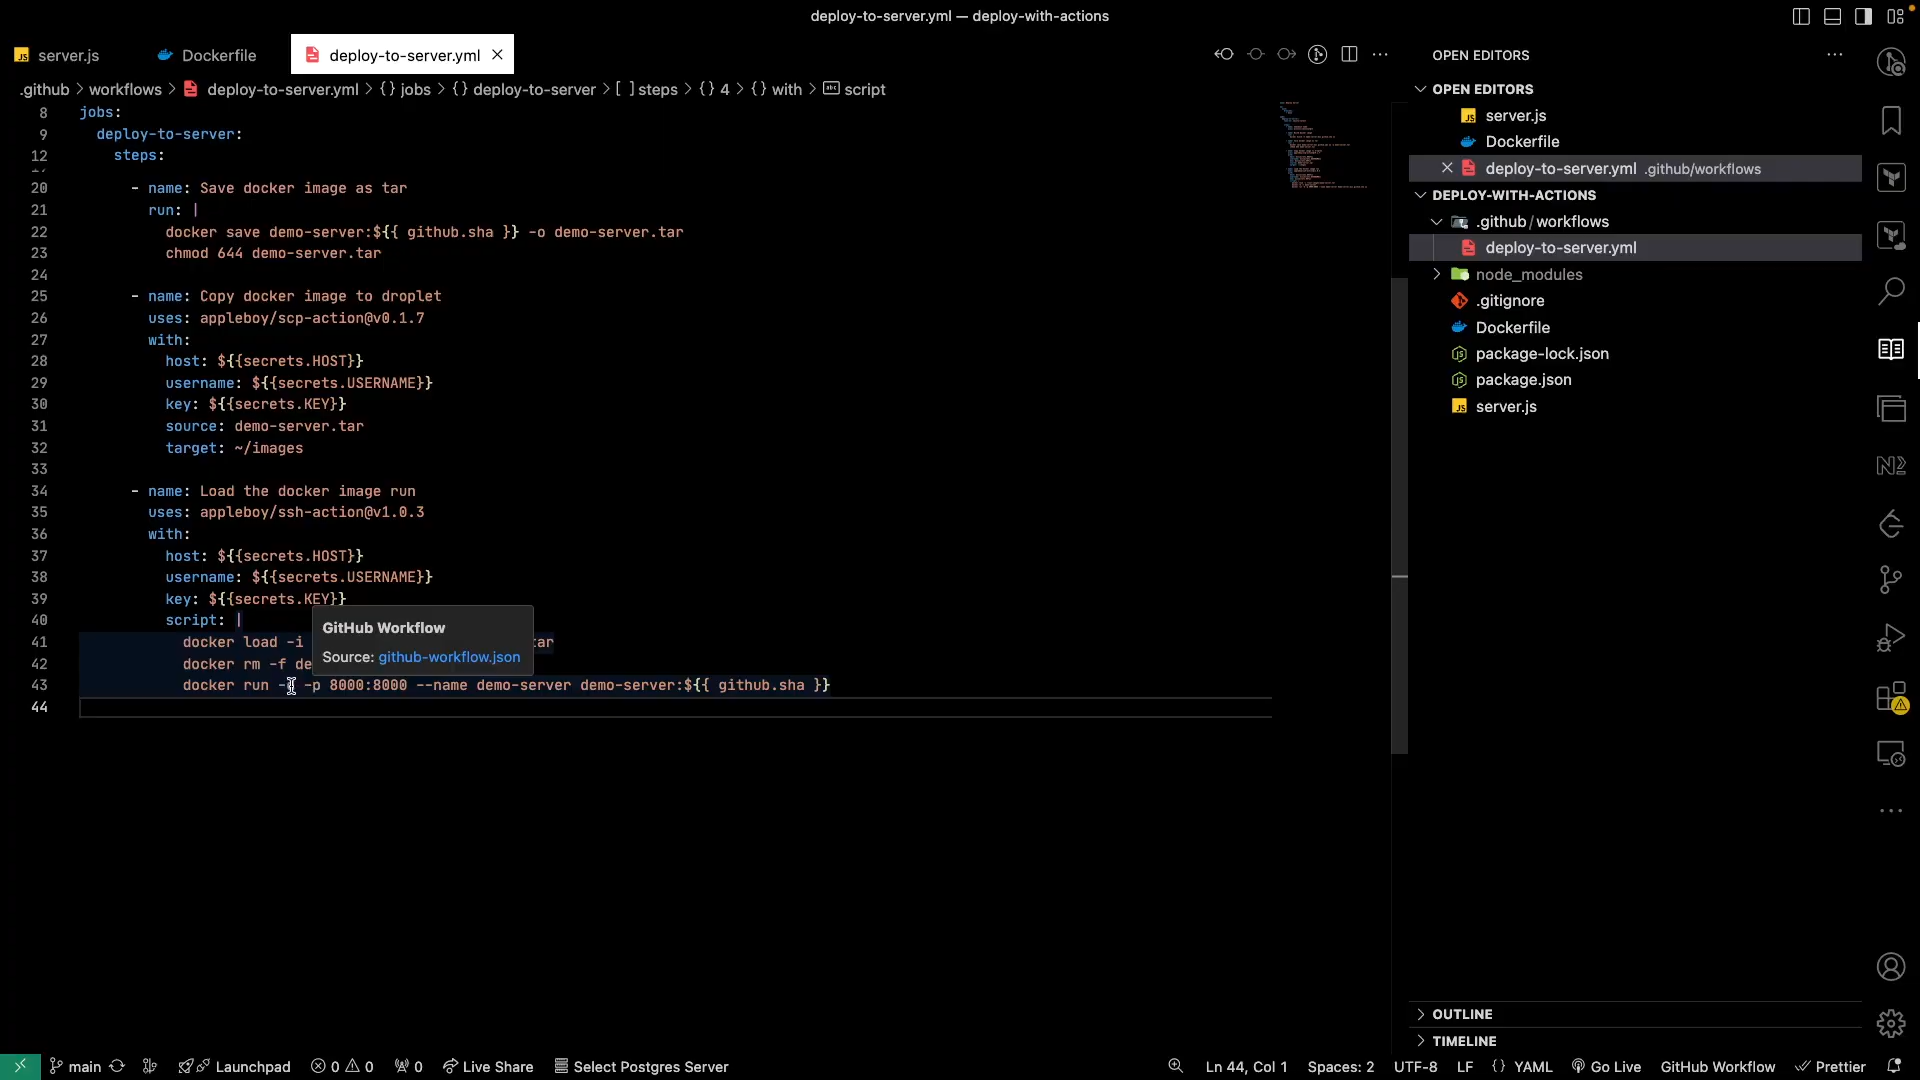 deploy-to-server.yml — deploy-with-actions
server.js
Dockerfile
deploy-to-server.yml
.github > workflows > deploy-to-server.yml > {} jobs > {} deploy-to-server > [ ] steps > {} 4 > {} with > abc script
8 jobs:
9 deploy-to-server:
12 steps:
20 - name: Save docker image as tar
21 run: |
22 docker save demo-server:${{ github.sha }} -o demo-server.tar
23 chmod 644 demo-server.tar
24
25 - name: Copy docker image to droplet
26 uses: appleboy/scp-action@v0.1.7
27 with:
28 host: ${{secrets.HOST}}
29 username: ${{secrets.USERNAME}}
30 key: ${{secrets.KEY}}
31 source: demo-server.tar
32 target: ~/images
33
34 - name: Load the docker image run
35 uses: appleboy/ssh-action@v1.0.3
36 with:
37 host: ${{secrets.HOST}}
38 username: ${{secrets.USERNAME}}
39 key: ${{secrets.KEY}}
40 script: |
GitHub Workflow
Source: github-workflow.json
41 docker load -i tar
42 docker rm -f de
43 docker run - -p 8000:8000 --name demo-server demo-server:${{ github.sha }}
44
OPEN EDITORS
OPEN EDITORS
JS server.js
Dockerfile
deploy-to-server.yml .github/workflows
DEPLOY-WITH-ACTIONS
.github / workflows
deploy-to-server.yml
node_modules
.gitignore
Dockerfile
package-lock.json
package.json
JS server.js
OUTLINE
TIMELINE
main
Launchpad
0 0
0
Live Share
Select Postgres Server
Ln 44, Col 1
Spaces: 2
UTF-8
LF
{} YAML
Go Live
GitHub Workflow
Prettier